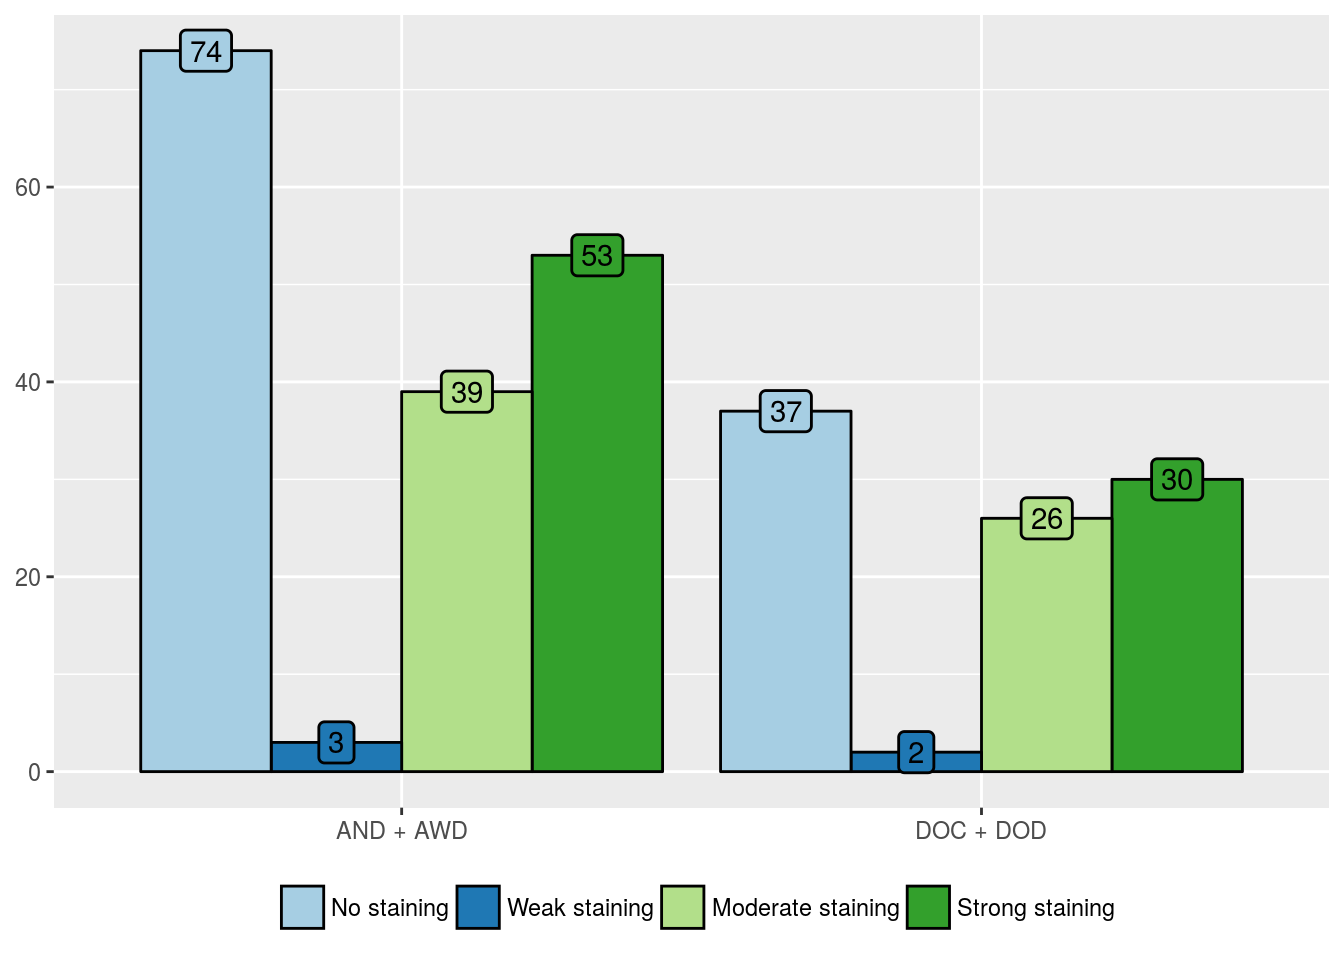 74
60
53
40
39
37
30
26
20
3
2
0
AND + AWD
DOC + DOD
No staining
Weak staining
Moderate staining
Strong staining